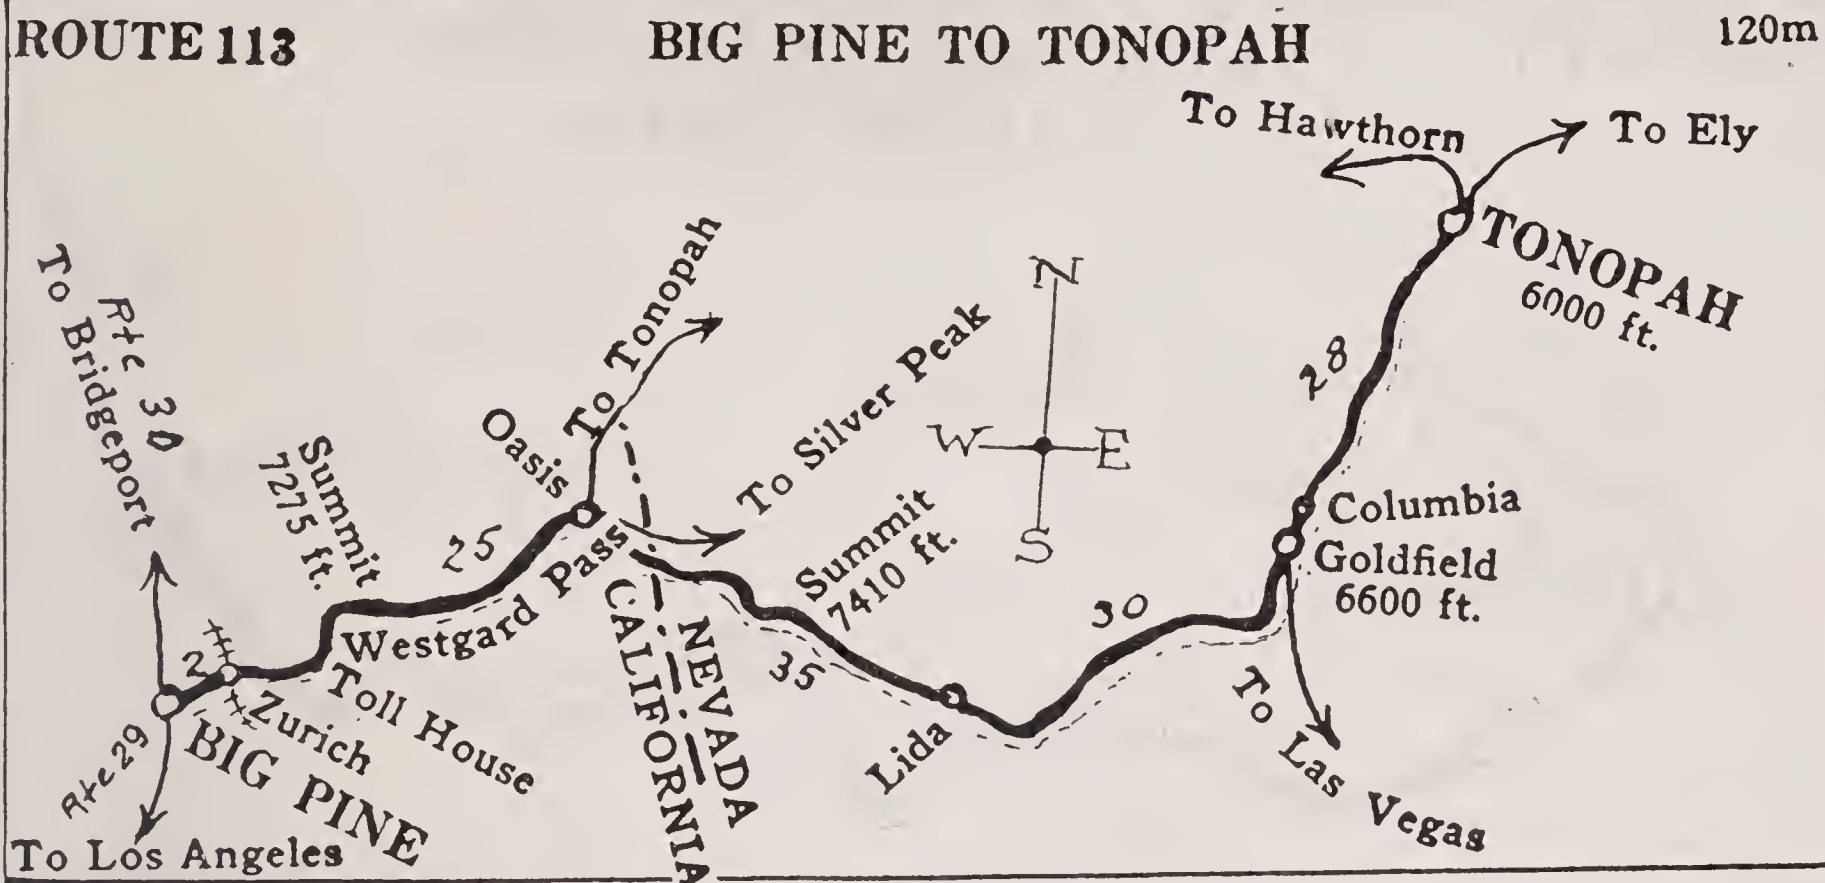 ROUTE 113
BIG PINE TO TONOPAH
120m
To Hawthorn
To Ely
TONOPAH
6000 ft.
To Bridgeport
Rte 30
To Tonopah
N
W
E
S
To Silver Peak
28
Oasis
Summit
7275 ft.
25
Westgard Pass
Summit
7410 ft.
Columbia
Goldfield
6600 ft.
30
35
CALIFORNIA
NEVADA
2
Zurich
Toll House
Rte 29
BIG PINE
Lida
To Las Vegas
To Los Angeles